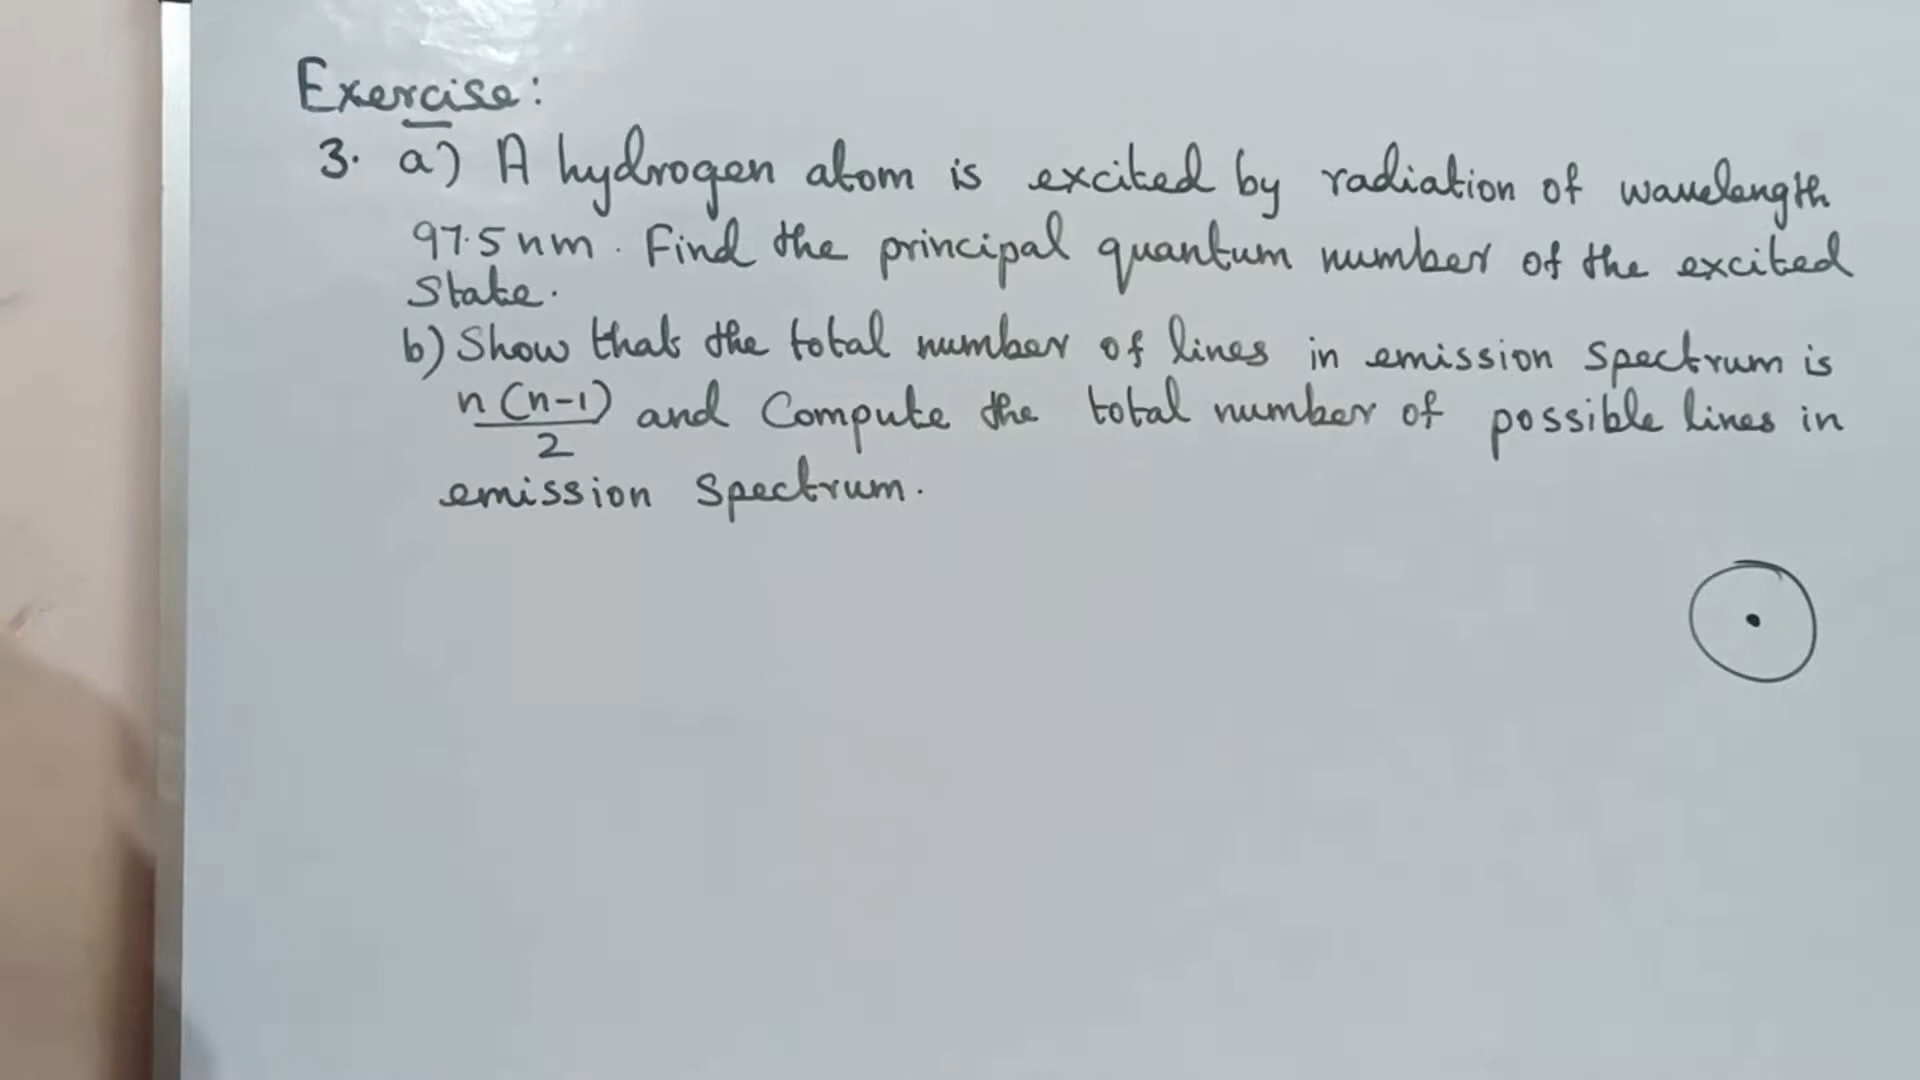 Exercise:
3. a) A hydrogen atom is excited by radiation of wavelength
97.5 nm. Find the principal quantum number of the excited
State.
b) Show that the total number of lines in emission spectrum is
n(n-1)/2 and Compute the total number of possible lines in
emission Spectrum.